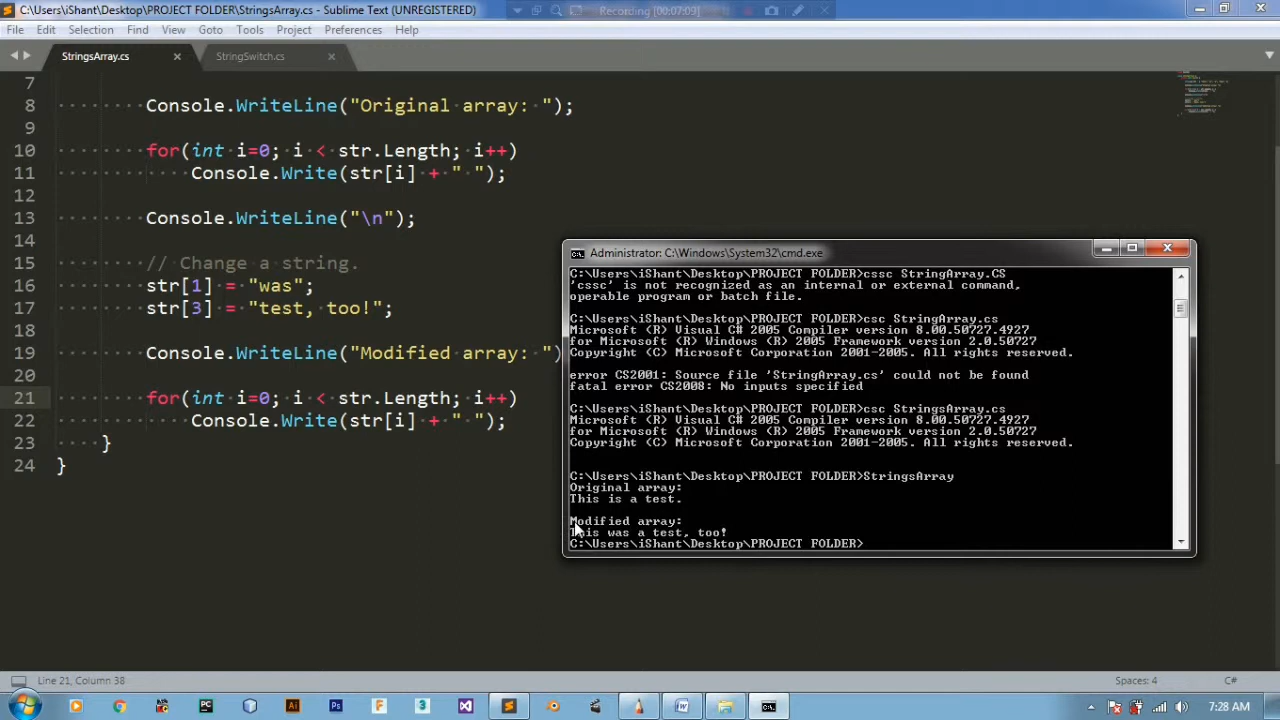 C:\Users\iShant\Desktop\PROJECT FOLDER\StringsArray.cs - Sublime Text (UNREGISTERED)
Recording [00:07:09]
File Edit Selection Find View Goto Tools Project Preferences Help
StringsArray.cs StringSwitch.cs
7
8 Console.WriteLine("Original array: ");
9
10 for(int i=0; i < str.Length; i++)
11 Console.Write(str[i] + " ");
12
13 Console.WriteLine("\n");
14
15 // Change a string.
16 str[1] = "was";
17 str[3] = "test, too!";
18
19 Console.WriteLine("Modified array: ")
20
21 for(int i=0; i < str.Length; i++)
22 Console.Write(str[i] + " ");
23 }
24 }
Administrator: C:\Windows\System32\cmd.exe
C:\Users\iShant\Desktop\PROJECT FOLDER>cssc StringArray.CS
'cssc' is not recognized as an internal or external command,
operable program or batch file.
C:\Users\iShant\Desktop\PROJECT FOLDER>csc StringArray.cs
Microsoft (R) Visual C# 2005 Compiler version 8.00.50727.4927
for Microsoft (R) Windows (R) 2005 Framework version 2.0.50727
Copyright (C) Microsoft Corporation 2001-2005. All rights reserved.
error CS2001: Source file 'StringArray.cs' could not be found
fatal error CS2008: No inputs specified
C:\Users\iShant\Desktop\PROJECT FOLDER>csc StringsArray.cs
Microsoft (R) Visual C# 2005 Compiler version 8.00.50727.4927
for Microsoft (R) Windows (R) 2005 Framework version 2.0.50727
Copyright (C) Microsoft Corporation 2001-2005. All rights reserved.
C:\Users\iShant\Desktop\PROJECT FOLDER>StringsArray
Original array:
This is a test.
Modified array:
This was a test, too!
C:\Users\iShant\Desktop\PROJECT FOLDER>
Line 21, Column 38 Spaces: 4 C#
PC Ai Ps F 3 W
7:28 AM